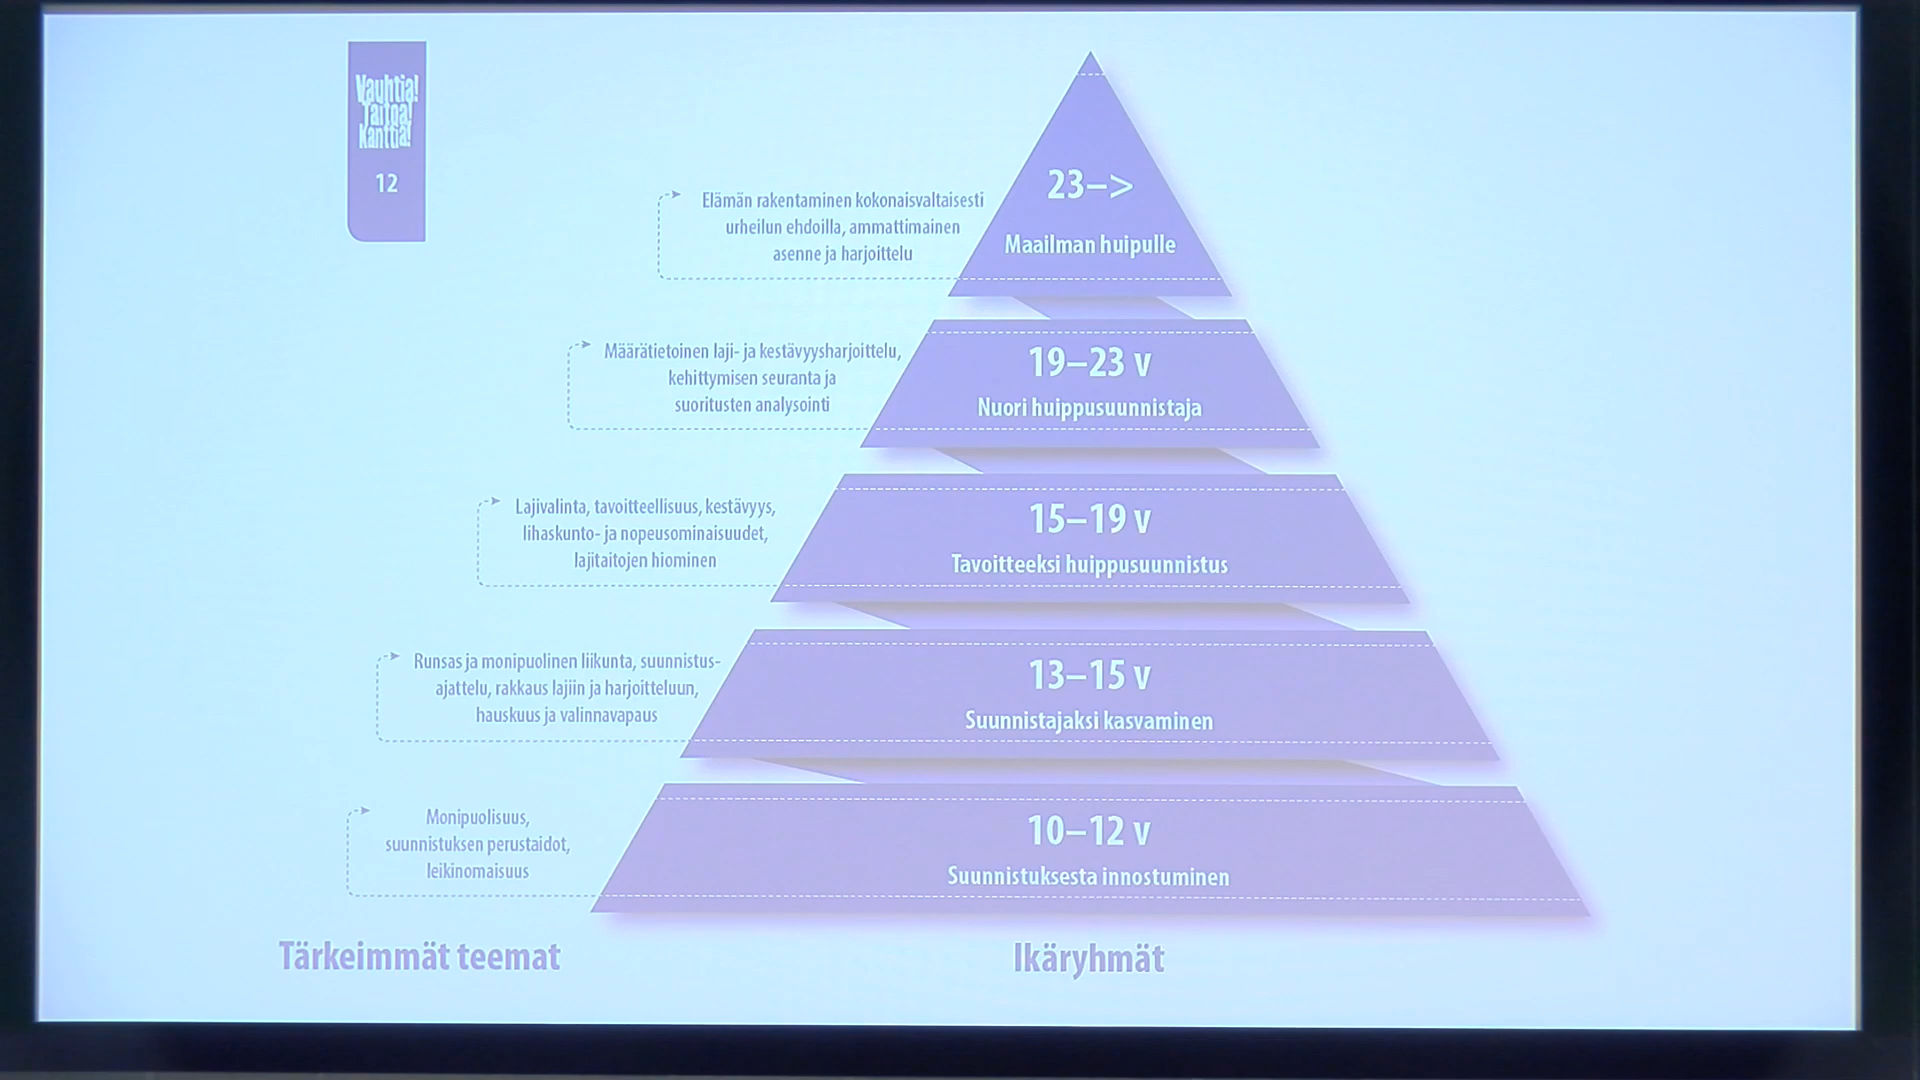 Vauhtia!
Taitoa!
Kanttia!
12
23–>
Maailman huipulle
Elämän rakentaminen kokonaisvaltaisesti
urheilun ehdoilla, ammattimainen
asenne ja harjoittelu
19–23 v
Nuori huippusuunnistaja
Määrätietoinen laji- ja kestävyysharjoittelu,
kehittymisen seuranta ja
suoritusten analysointi
15–19 v
Tavoitteeksi huippusuunnistus
Lajivalinta, tavoitteellisuus, kestävyys,
lihaskunto- ja nopeusominaisuudet,
lajitaitojen hiominen
13–15 v
Suunnistajaksi kasvaminen
Runsas ja monipuolinen liikunta, suunnistus-
ajattelu, rakkaus lajiin ja harjoitteluun,
hauskuus ja valinnavapaus
10–12 v
Suunnistuksesta innostuminen
Monipuolisuus,
suunnistuksen perustaidot,
leikinomaisuus
Tärkeimmät teemat
Ikäryhmät